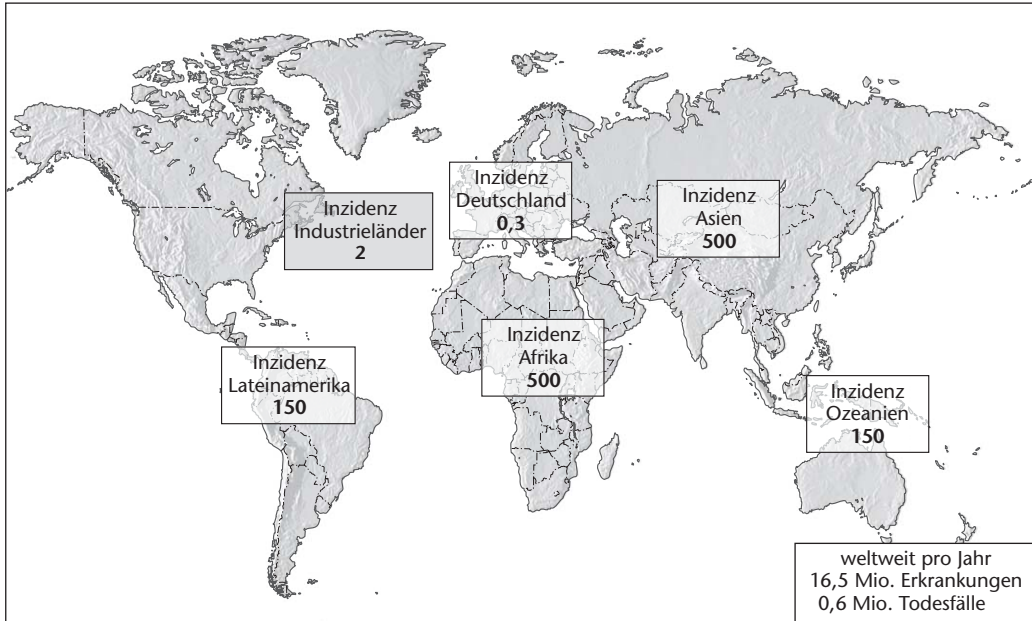 Inzidenz
Deutschland
0,3
Inzidenz
Industrieländer
2
Inzidenz
Asien
500
Inzidenz
Afrika
500
Inzidenz
Lateinamerika
150
Inzidenz
Ozeanien
150
weltweit pro Jahr
16,5 Mio. Erkrankungen
0,6 Mio. Todesfälle